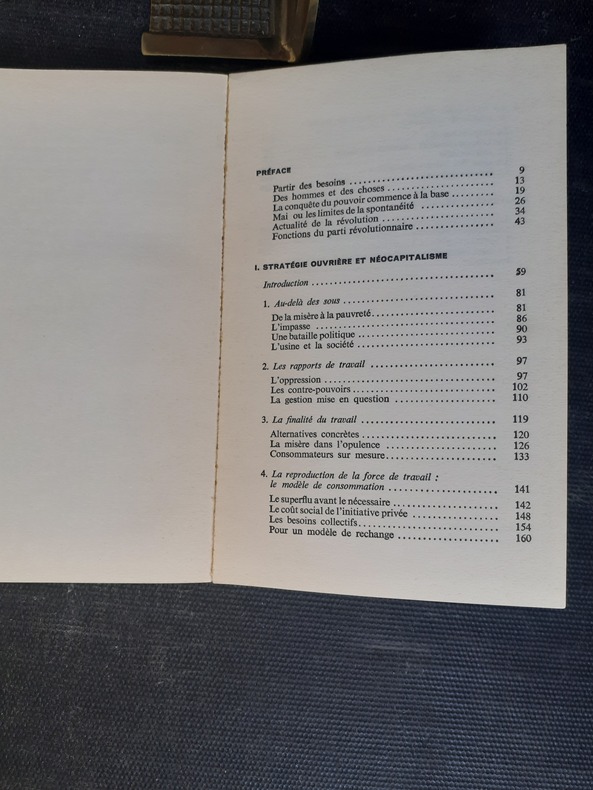 PRÉFACE
Partir des besoins ........ 9
Des hommes et des choses ........ 13
La conquête du pouvoir commence à la base ........ 19
Mai ou les limites de la spontanéité ........ 26
Actualité de la révolution ........ 34
Fonctions du parti révolutionnaire ........ 43
I. STRATÉGIE OUVRIÈRE ET NÉOCAPITALISME
Introduction ........ 59
1. Au-delà des sous ........ 81
De la misère à la pauvreté ........ 81
L'impasse ........ 86
Une bataille politique ........ 90
L'usine et la société ........ 93
2. Les rapports de travail ........ 97
L'oppression ........ 97
Les contre-pouvoirs ........ 102
La gestion mise en question ........ 110
3. La finalité du travail ........ 119
Alternatives concrètes ........ 120
La misère dans l'opulence ........ 126
Consommateurs sur mesure ........ 133
4. La reproduction de la force de travail :
le modèle de consommation ........ 141
Le superflu avant le nécessaire ........ 142
Le coût social de l'initiative privée ........ 148
Les besoins collectifs ........ 154
Pour un modèle de rechange ........ 160